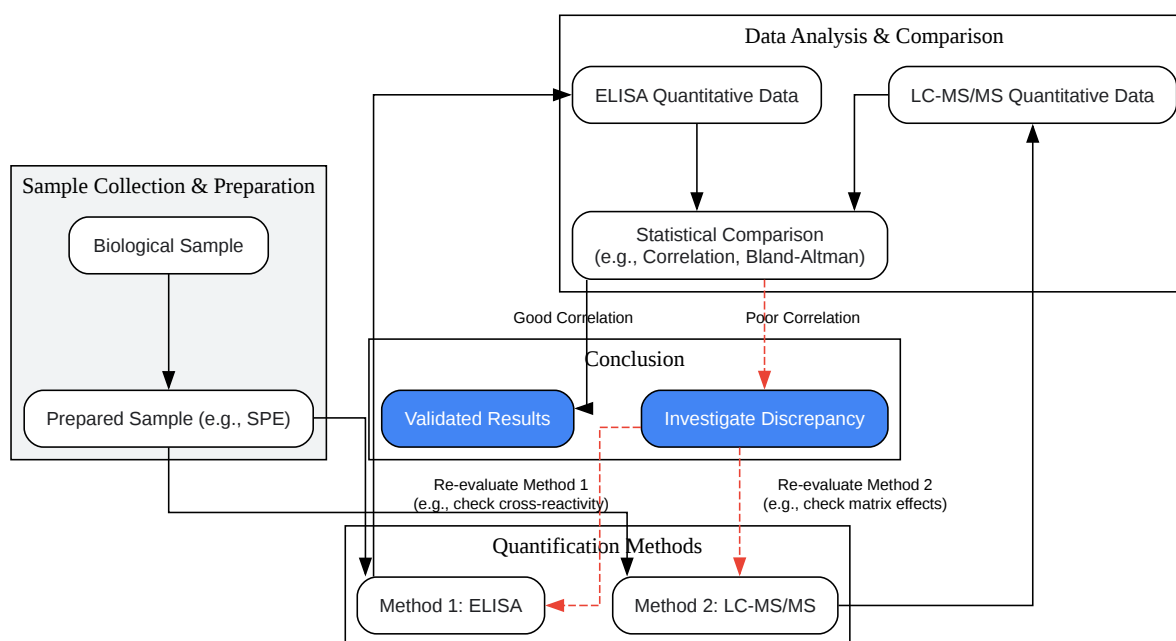 Data Analysis & Comparison
ELISA Quantitative Data
LC-MS/MS Quantitative Data
Sample Collection & Preparation
Biological Sample
Statistical Comparison
(e.g., Correlation, Bland-Altman)
Good Correlation
Poor Correlation
Conclusion
Prepared Sample (e.g., SPE)
Validated Results
Investigate Discrepancy
Re-evaluate Method 1
(e.g., check cross-reactivity)
Re-evaluate Method 2
(e.g., check matrix effects)
Quantification Methods
Method 1: ELISA
Method 2: LC-MS/MS